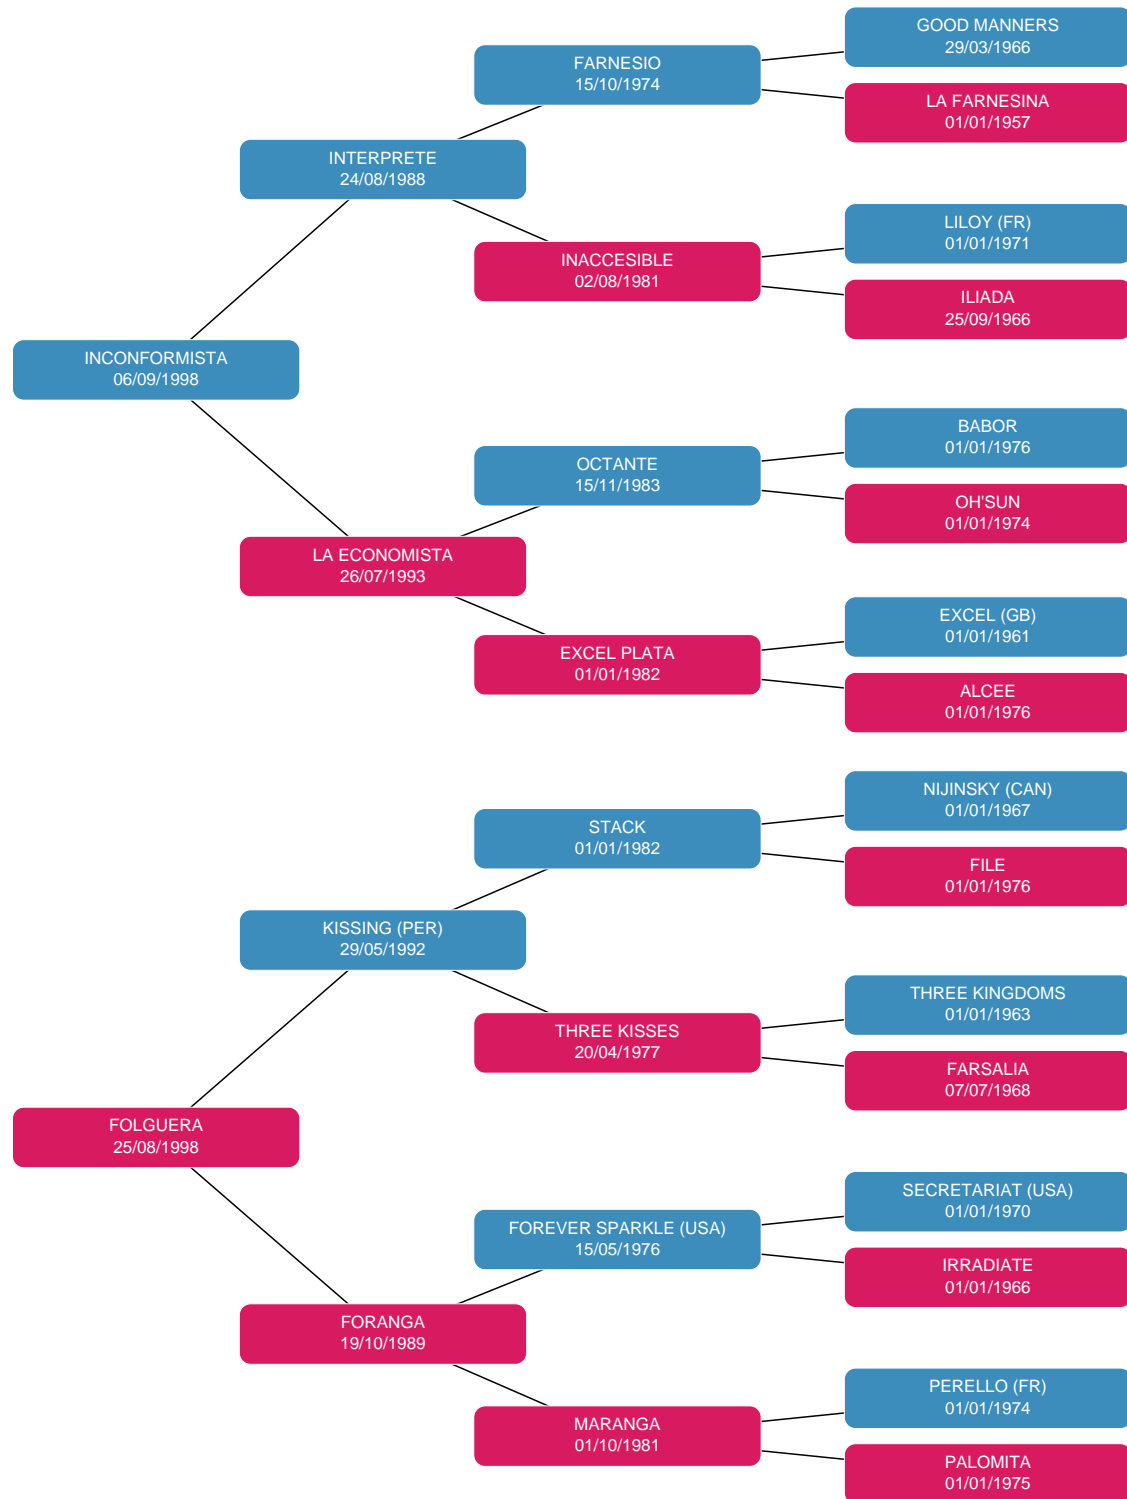 GOOD MANNERS
29/03/1966
FARNESIO
15/10/1974
LA FARNESINA
01/01/1957
INTERPRETE
24/08/1988
LILOY (FR)
01/01/1971
INACCESIBLE
02/08/1981
ILIADA
25/09/1966
INCONFORMISTA
06/09/1998
BABOR
01/01/1976
OCTANTE
15/11/1983
OH'SUN
01/01/1974
LA ECONOMISTA
26/07/1993
EXCEL (GB)
01/01/1961
EXCEL PLATA
01/01/1982
ALCEE
01/01/1976
NIJINSKY (CAN)
01/01/1967
STACK
01/01/1982
FILE
01/01/1976
KISSING (PER)
29/05/1992
THREE KINGDOMS
01/01/1963
THREE KISSES
20/04/1977
FARSALIA
07/07/1968
FOLGUERA
25/08/1998
SECRETARIAT (USA)
01/01/1970
FOREVER SPARKLE (USA)
15/05/1976
IRRADIATE
01/01/1966
FORANGA
19/10/1989
PERELLO (FR)
01/01/1974
MARANGA
01/10/1981
PALOMITA
01/01/1975